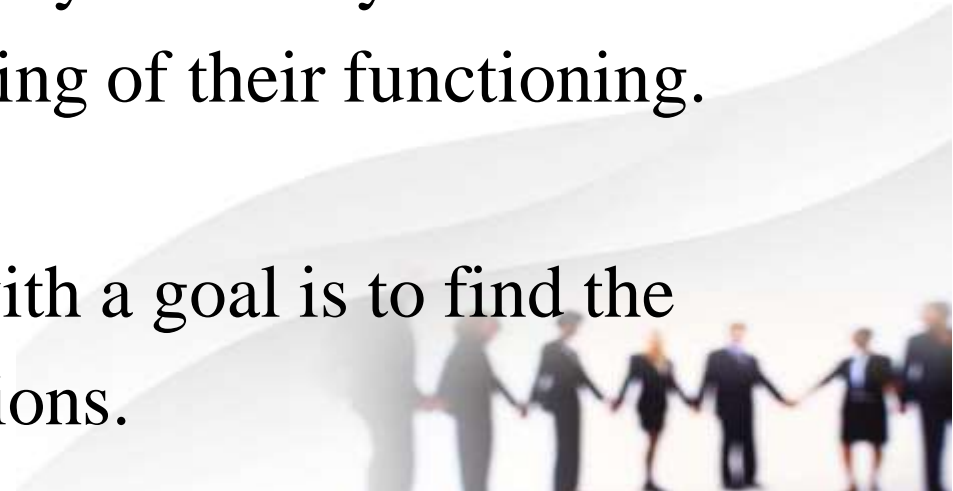 ing of their functioning.
ith a goal is to find the
ions.